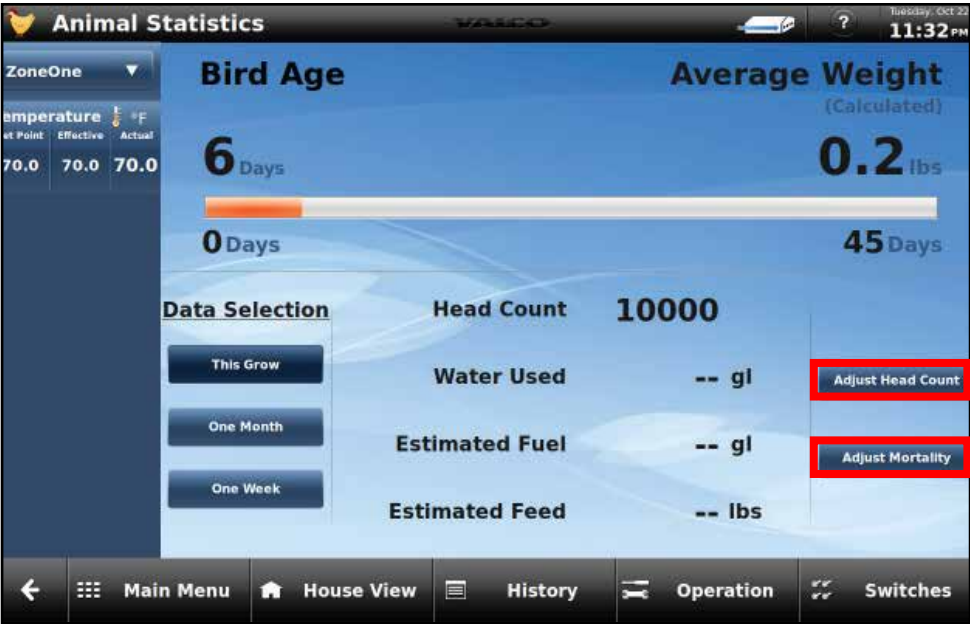 Animal Statistics
VALCO
?
Tuesday, Oct 22
11:32 PM
ZoneOne
emperature °F
et Point Effective Actual
70.0 70.0 70.0
Bird Age
Average Weight
(Calculated)
6 Days
0.2 lbs
0 Days
45 Days
Data Selection
This Grow
One Month
One Week
Head Count 10000
Water Used -- gl
Estimated Fuel -- gl
Estimated Feed -- lbs
Adjust Head Count
Adjust Mortality
Main Menu
House View
History
Operation
Switches